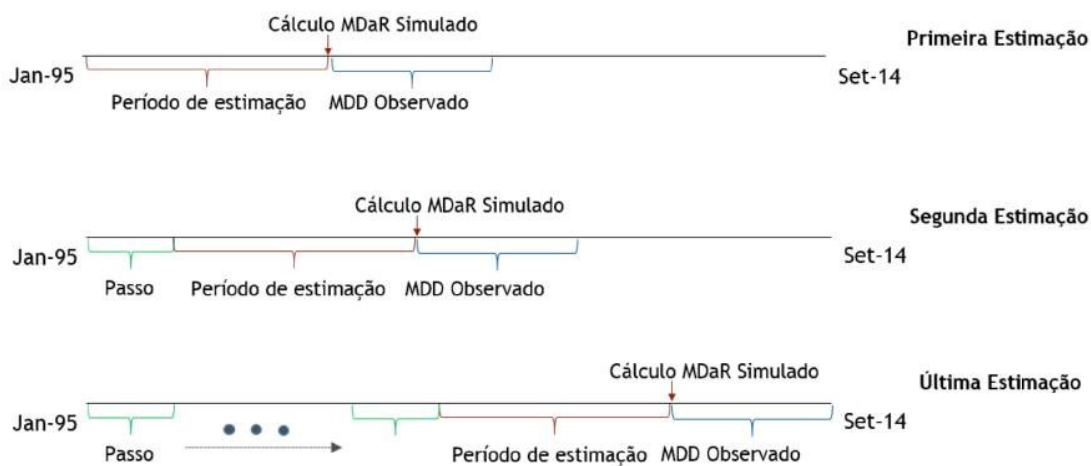 Cálculo MDaR Simulado
Primeira Estimação
Jan-95
Set-14
Período de estimação
MDD Observado
Cálculo MDaR Simulado
Segunda Estimação
Jan-95
Set-14
Passo
Período de estimação
MDD Observado
Cálculo MDaR Simulado
Última Estimação
Jan-95
Set-14
Passo
Período de estimação
MDD Observado